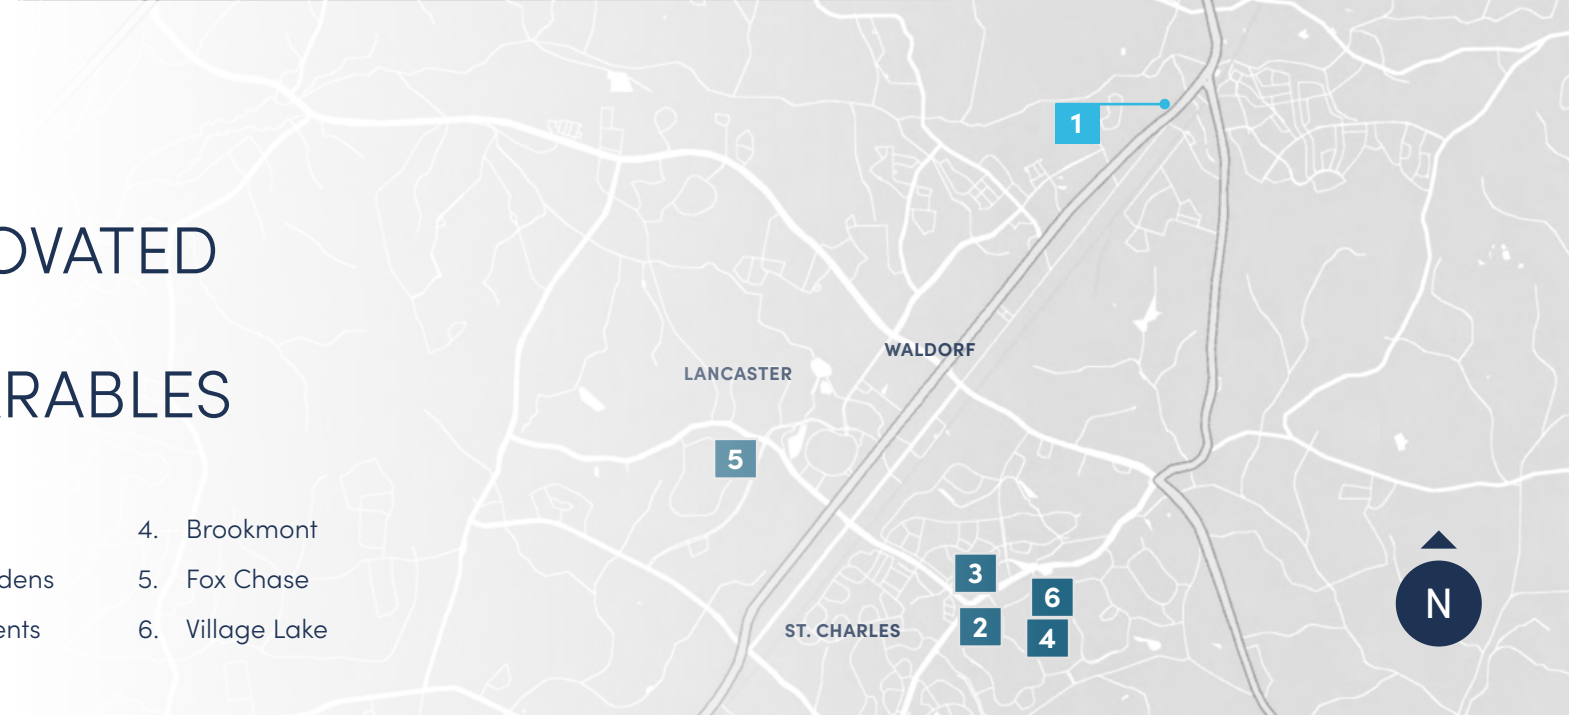 OVATED
RABLES
4. Brookmont
dens
5. Fox Chase
ents
6. Village Lake
1
WALDORF
LANCASTER
5
3
6
2
4
ST. CHARLES
N